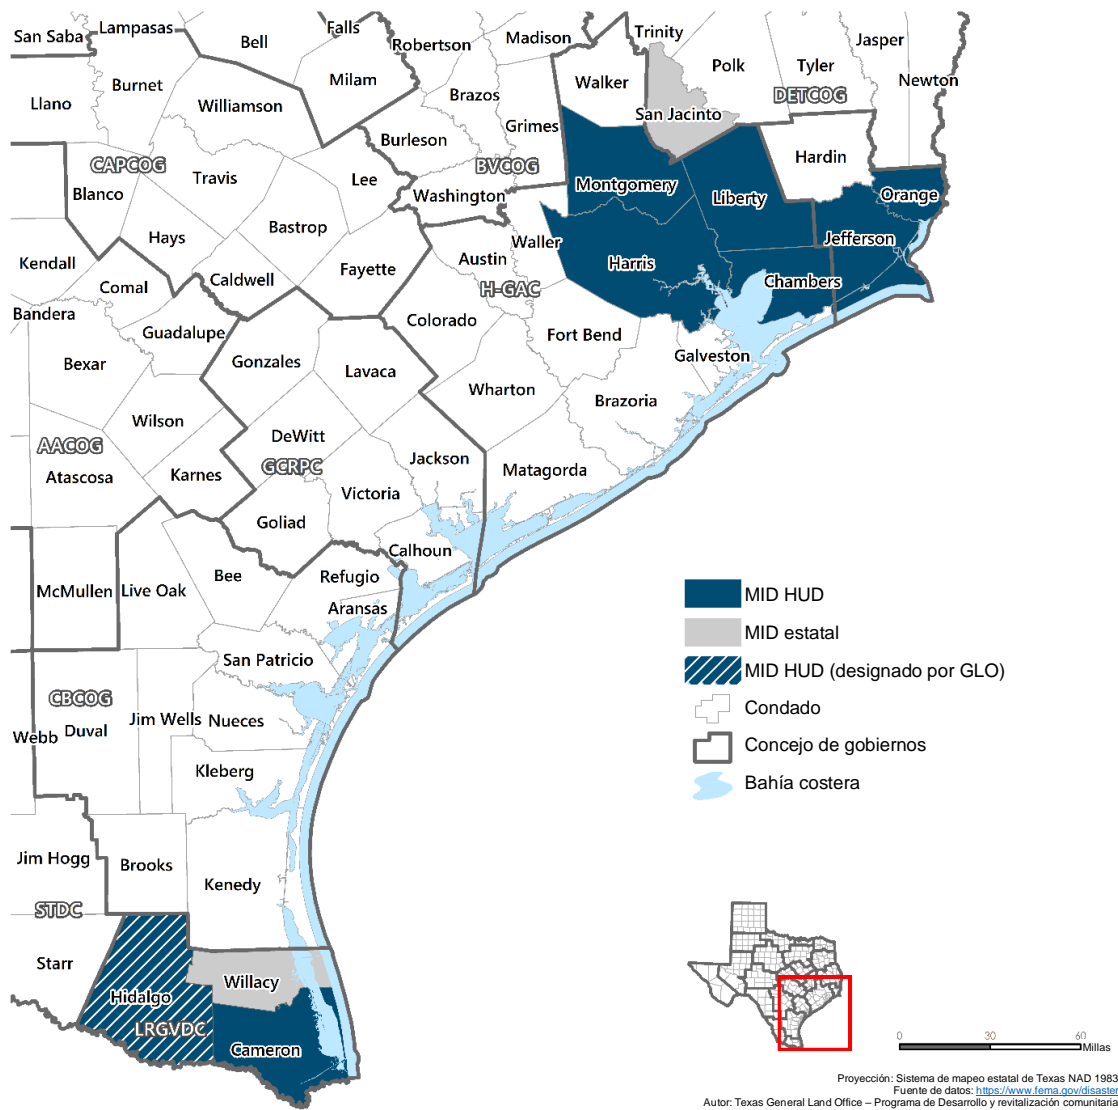 San Saba
Lampasas
Bell
Falls
Robertson
Madison
Trinity
Jasper
Burnet
Milam
Walker
Polk
Tyler
Newton
Llano
Williamson
Brazos
DETCOG
Grimes
San Jacinto
Burleson
Hardin
CAPCOG
BVCOG
Blanco
Travis
Lee
Washington
Montgomery
Liberty
Orange
Hays
Bastrop
Waller
Jefferson
Kendall
Caldwell
Fayette
Austin
Harris
Chambers
Comal
H-GAC
Bandera
Guadalupe
Colorado
Fort Bend
Bexar
Gonzales
Lavaca
Galveston
Wharton
Brazoria
Wilson
AACOG
DeWitt
Atascosa
Karnes
GCRPC
Jackson
Matagorda
Victoria
Goliad
Calhoun
McMullen
Live Oak
Bee
Refugio
Aransas
San Patricio
CBCOG
Webb
Duval
Jim Wells
Nueces
Kleberg
Jim Hogg
Brooks
Kenedy
STDC
Starr
Hidalgo
Willacy
LRGVDC
Cameron
MID HUD
MID estatal
MID HUD (designado por GLO)
Condado
Concejo de gobiernos
Bahía costera
0 30 60
Millas
Proyección: Sistema de mapeo estatal de Texas NAD 1983
Fuente de datos: https://www.fema.gov/disaster
Autor: Texas General Land Office – Programa de Desarrollo y revitalización comunitaria